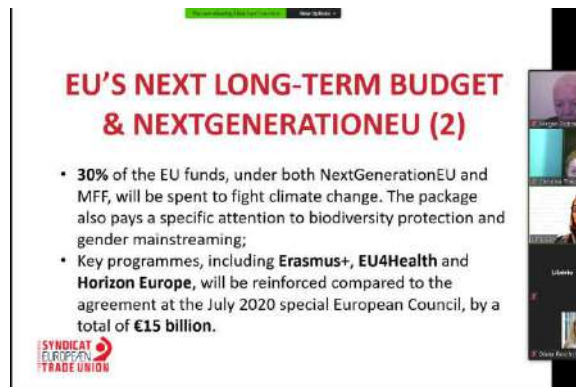 EU'S NEXT LONG-TERM BUDGET
& NEXTGENERATIONEU (2)
• 30% of the EU funds, under both NextGenerationEU and
MFF, will be spent to fight climate change. The package
also pays a specific attention to biodiversity protection and
gender mainstreaming;
• Key programmes, including Erasmus+, EU4Health and
Horizon Europe, will be reinforced compared to the
agreement at the July 2020 special European Council, by a
total of €15 billion.
SYNDICAT
EUROPEAN
TRADE UNION
Libério